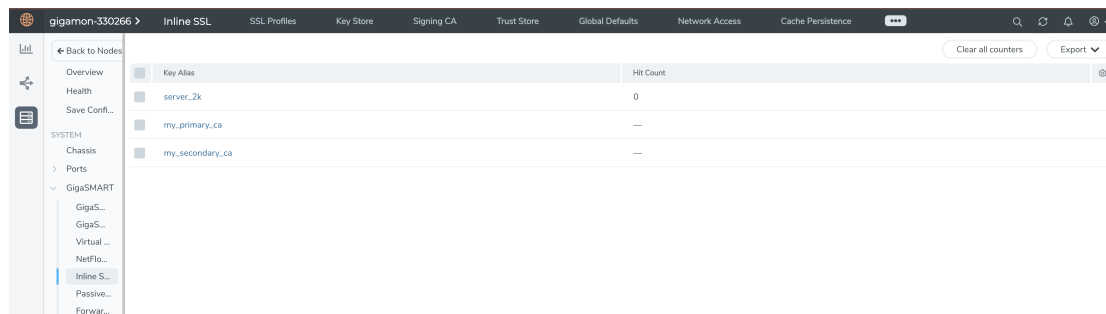 gigamon-330266 > Inline SSL SSL Profiles Key Store Signing CA Trust Store Global Defaults Network Access Cache Persistence
← Back to Nodes
Clear all counters Export
Overview
Health
Save Confi...
SYSTEM
Chassis
Ports
GigaSMART
GigaS...
GigaS...
Virtual ...
NetFlo...
Inline S...
Passive...
Forwar...
Key Alias Hit Count
server_2k 0
my_primary_ca —
my_secondary_ca —